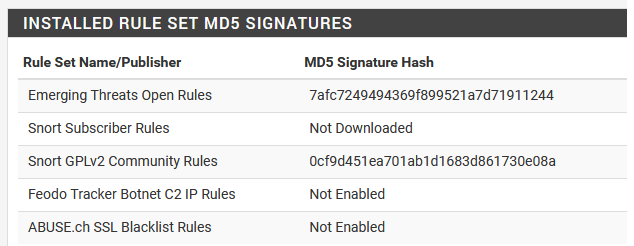 INSTALLED RULE SET MD5 SIGNATURES
Rule Set Name/Publisher MD5 Signature Hash
Emerging Threats Open Rules 7afc7249494369f899521a7d71911244
Snort Subscriber Rules Not Downloaded
Snort GPLv2 Community Rules 0cf9d451ea701ab1d1683d861730e08a
Feodo Tracker Botnet C2 IP Rules Not Enabled
ABUSE.ch SSL Blacklist Rules Not Enabled